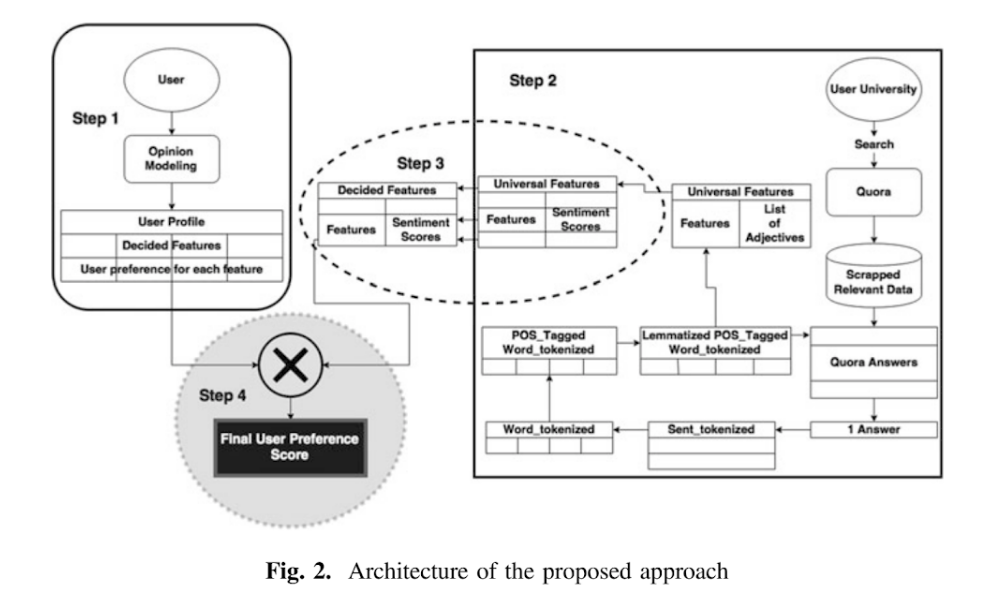 Step 1
User
Opinion
Modeling
User Profile
Decided Features
User preference for each feature
Step 2
User University
Search
Quora
Scrapped
Relevant Data
Quora Answers
1 Answer
Sent_tokenized
Word_tokenized
POS_Tagged
Word_tokenized
Lemmatized POS_Tagged
Word_tokenized
Universal Features
Features
List
of
Adjectives
Step 3
Universal Features
Features
Sentiment
Scores
Decided Features
Features
Sentiment
Scores
Step 4
Final User Preference
Score
Fig. 2. Architecture of the proposed approach